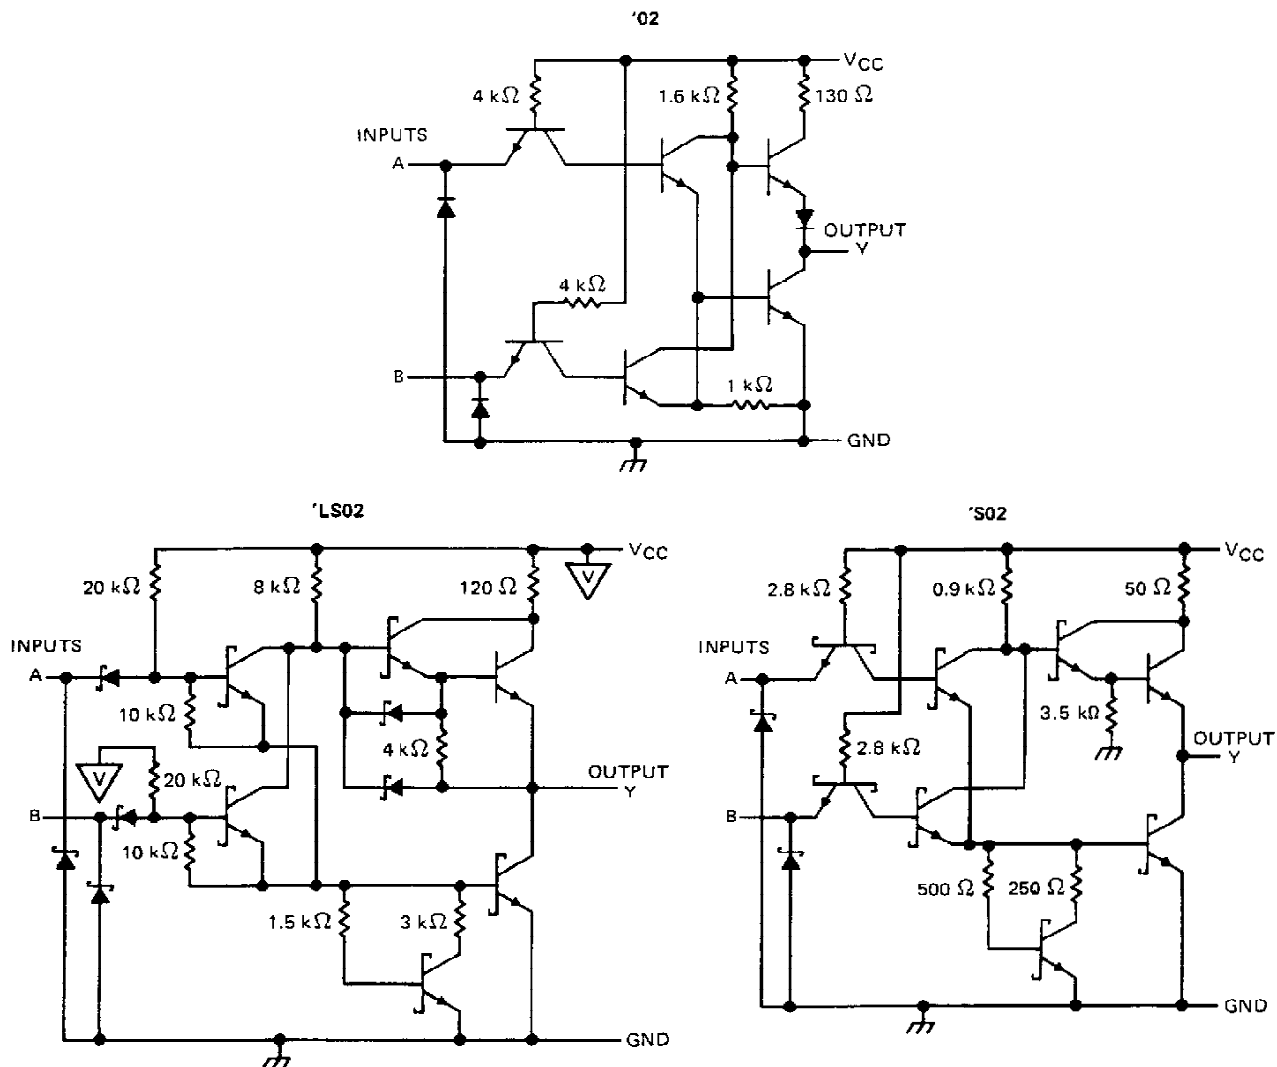 '02
VCC
4 kΩ
1.6 kΩ
130 Ω
INPUTS
A
OUTPUT
Y
4 kΩ
B
1 kΩ
GND
'LS02
VCC
20 kΩ
8 kΩ
120 Ω
V
INPUTS
A
10 kΩ
4 kΩ
V
20 kΩ
OUTPUT
Y
B
10 kΩ
1.5 kΩ
3 kΩ
GND
'S02
VCC
2.8 kΩ
0.9 kΩ
50 Ω
INPUTS
A
3.5 kΩ
2.8 kΩ
OUTPUT
Y
B
500 Ω
250 Ω
GND